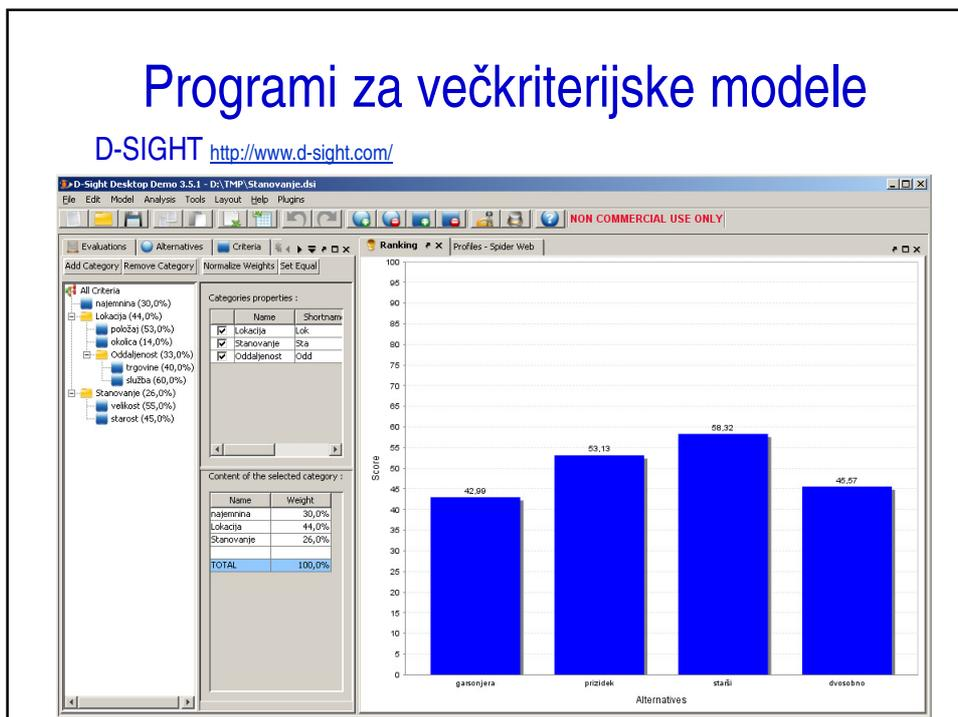 Programi za večkriterijske modele
D-SIGHT http://www.d-sight.com/
D-Sight Desktop Demo 3.5.1 - D:\TMP\Stanovanje.dsi
File Edit Model Analysis Tools Layout Help Plugins
NON COMMERCIAL USE ONLY
Evaluations Alternatives Criteria
Add Category Remove Category Normalize Weights Set Equal
All Criteria
najemnina (30,0%)
Lokacija (44,0%)
položaj (53,0%)
okolica (14,0%)
Oddaljenost (33,0%)
trgovine (40,0%)
služba (60,0%)
Stanovanje (26,0%)
velikost (55,0%)
starost (45,0%)
Categories properties :
Name Shortname
Lokacija Lok
Stanovanje Sta
Oddaljenost Odd
Content of the selected category :
Name Weight
najemnina 30,0%
Lokacija 44,0%
Stanovanje 26,0%
TOTAL 100,0%
Ranking Profiles - Spider Web
100
95
90
85
80
75
70
65
60
55
50
45
40
35
30
25
20
15
10
5
0
Score
42,99
53,13
58,32
45,57
garsonjera prizidek starši dvosobno
Alternatives